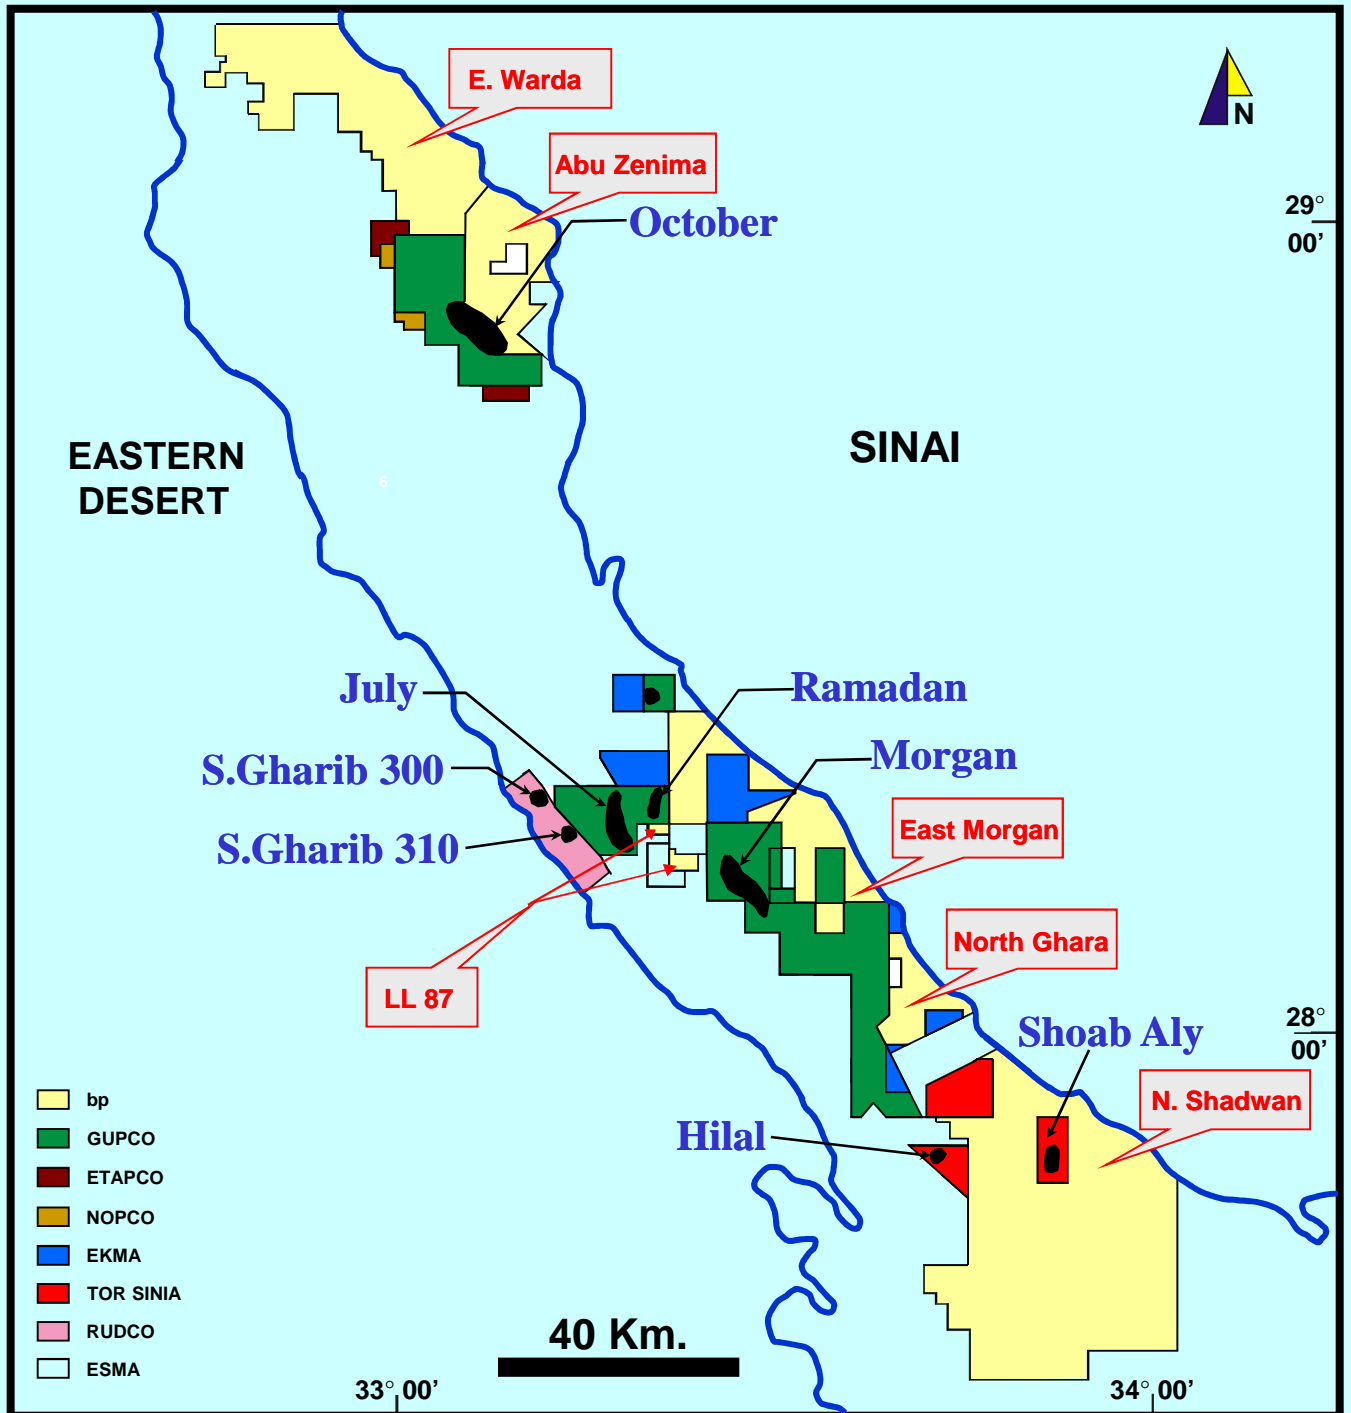 E. Warda
N
Abu Zenima
October
29°
00’
EASTERN
DESERT
SINAI
6
July
Ramadan
S.Gharib 300
Morgan
S.Gharib 310
East Morgan
North Ghara
LL 87
28°
00’
Shoab Aly
N. Shadwan
Hilal
bp
GUPCO
ETAPCO
NOPCO
EKMA
TOR SINIA
RUDCO
ESMA
40 Km.
33° 00’
34° 00’